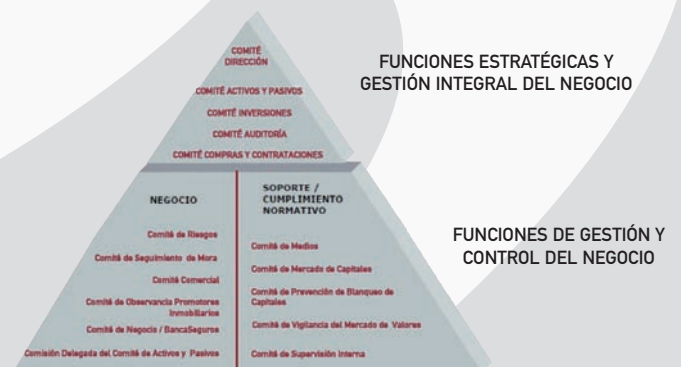 COMITÉ
DIRECCIÓN
COMITÉ ACTIVOS Y PASIVOS
COMITÉ INVERSIONES
COMITÉ AUDITORÍA
COMITÉ COMPRAS Y CONTRATACIONES
FUNCIONES ESTRATÉGICAS Y
GESTIÓN INTEGRAL DEL NEGOCIO
NEGOCIO
Comité de Riesgos
Comité de Seguimiento de Mora
Comité Comercial
Comité de Observancia Promotores
Inmobiliarios
Comité de Negocio / BancaSeguros
Comisión Delegada del Comité de Activos y Pasivos
SOPORTE /
CUMPLIMIENTO
NORMATIVO
Comité de Medios
Comité de Mercado de Capitales
Comité de Prevención de Blanqueo de
Capitales
Comité de Vigilancia del Mercado de Valores
Comité de Supervisión Interna
FUNCIONES DE GESTIÓN Y
CONTROL DEL NEGOCIO